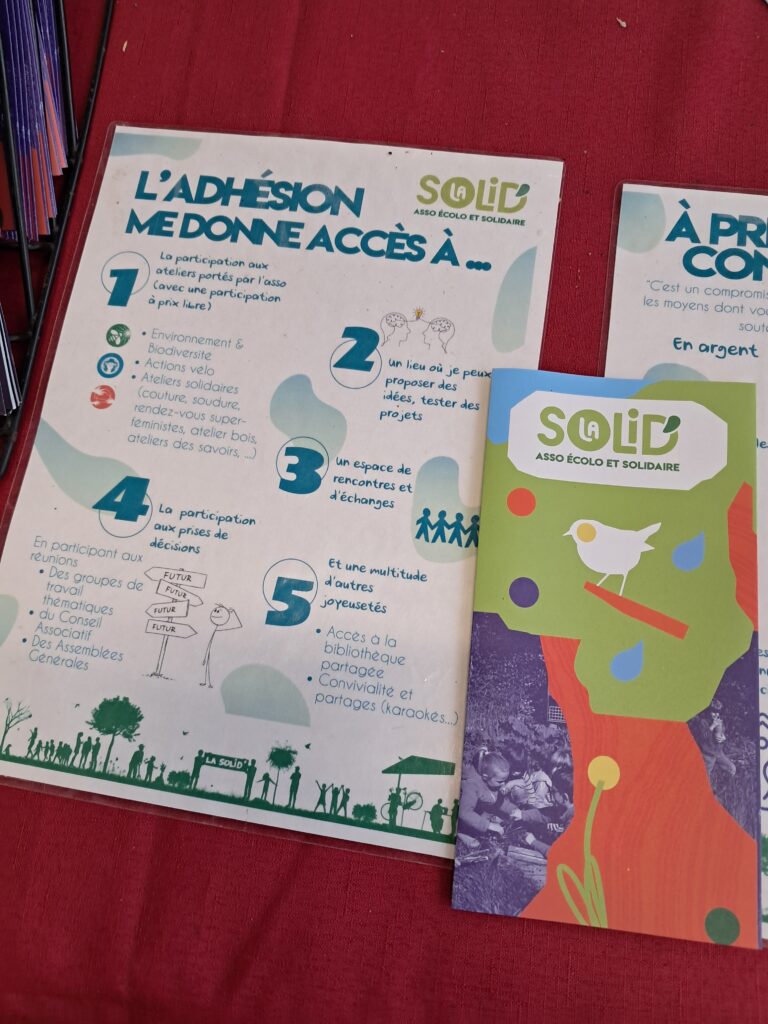 L'ADHÉSION
ME DONNE ACCÈS À ...
SOLiD'
LA
ASSO ÉCOLO ET SOLIDAIRE
1
La participation aux
ateliers portés par l'asso
(avec une participation
à prix libre)
• Environnement &
Biodiversité
• Actions vélo
• Ateliers solidaires
(couture, soudure,
rendez-vous super-
féministes, atelier bois,
ateliers des savoirs, ...)
2
Un lieu où je peux
proposer des
idées, tester des
projets
3
Un espace de
rencontres et
d'échanges
4
La participation
aux prises de
décisions
En participant aux
réunions
• Des groupes de
travail
thématiques
• du Conseil
Associatif
• Des Assemblées
Générales
FUTUR
FUTUR
FUTUR
FUTUR
5
Et une multitude
d'autres
joyeusetés
• Accès à la
bibliothèque
partagée
• Convivialité et
partages (karaokés...)
LA SOLID'
SOLiD'
LA
ASSO ÉCOLO ET SOLIDAIRE
À PRI
CON
"C'est un compromis
les moyens dont vou
souta
En argent